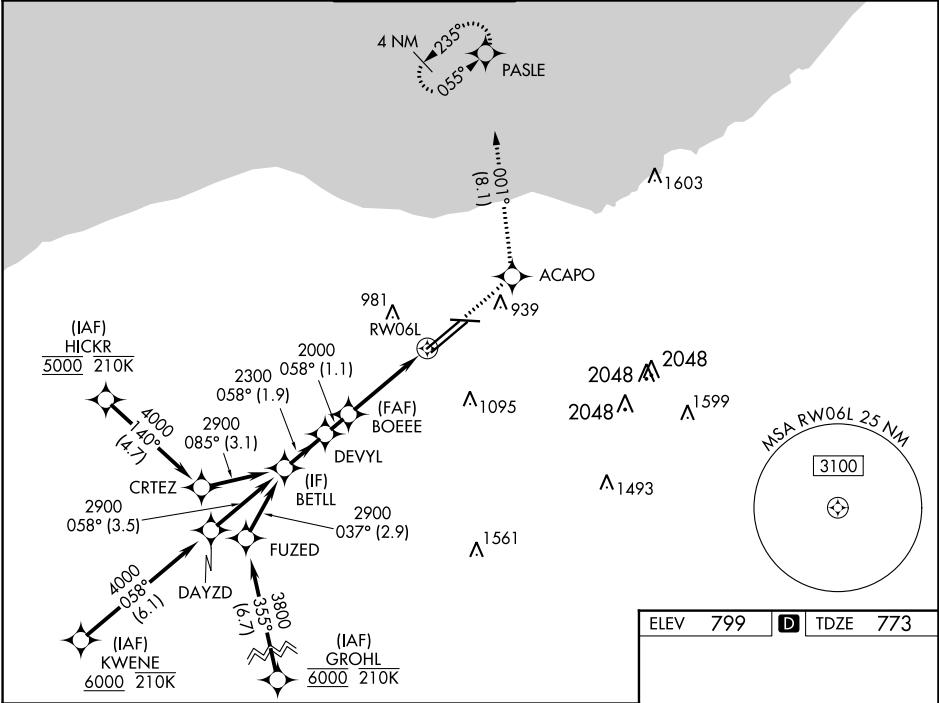 4 NM
235°
055°
PASLE
001°
(8.1)
1603
ACAPO
981
939
RW06L
(IAF)
HICKR
5000 210K
2000
058° (1.1)
2300
058° (1.9)
2048
2048
2048
1599
(FAF)
BOEEE
1095
4000
140°
(4.7)
2900
085° (3.1)
DEVYL
MSA RW06L 25 NM
3100
CRTEZ
(IF)
BETLL
1493
2900
058° (3.5)
2900
037° (2.9)
FUZED
1561
DAYZD
4000
058°
(6.1)
3800
355°
(6.7)
(IAF)
KWENE
6000 210K
(IAF)
GROHL
6000 210K
ELEV 799 D TDZE 773